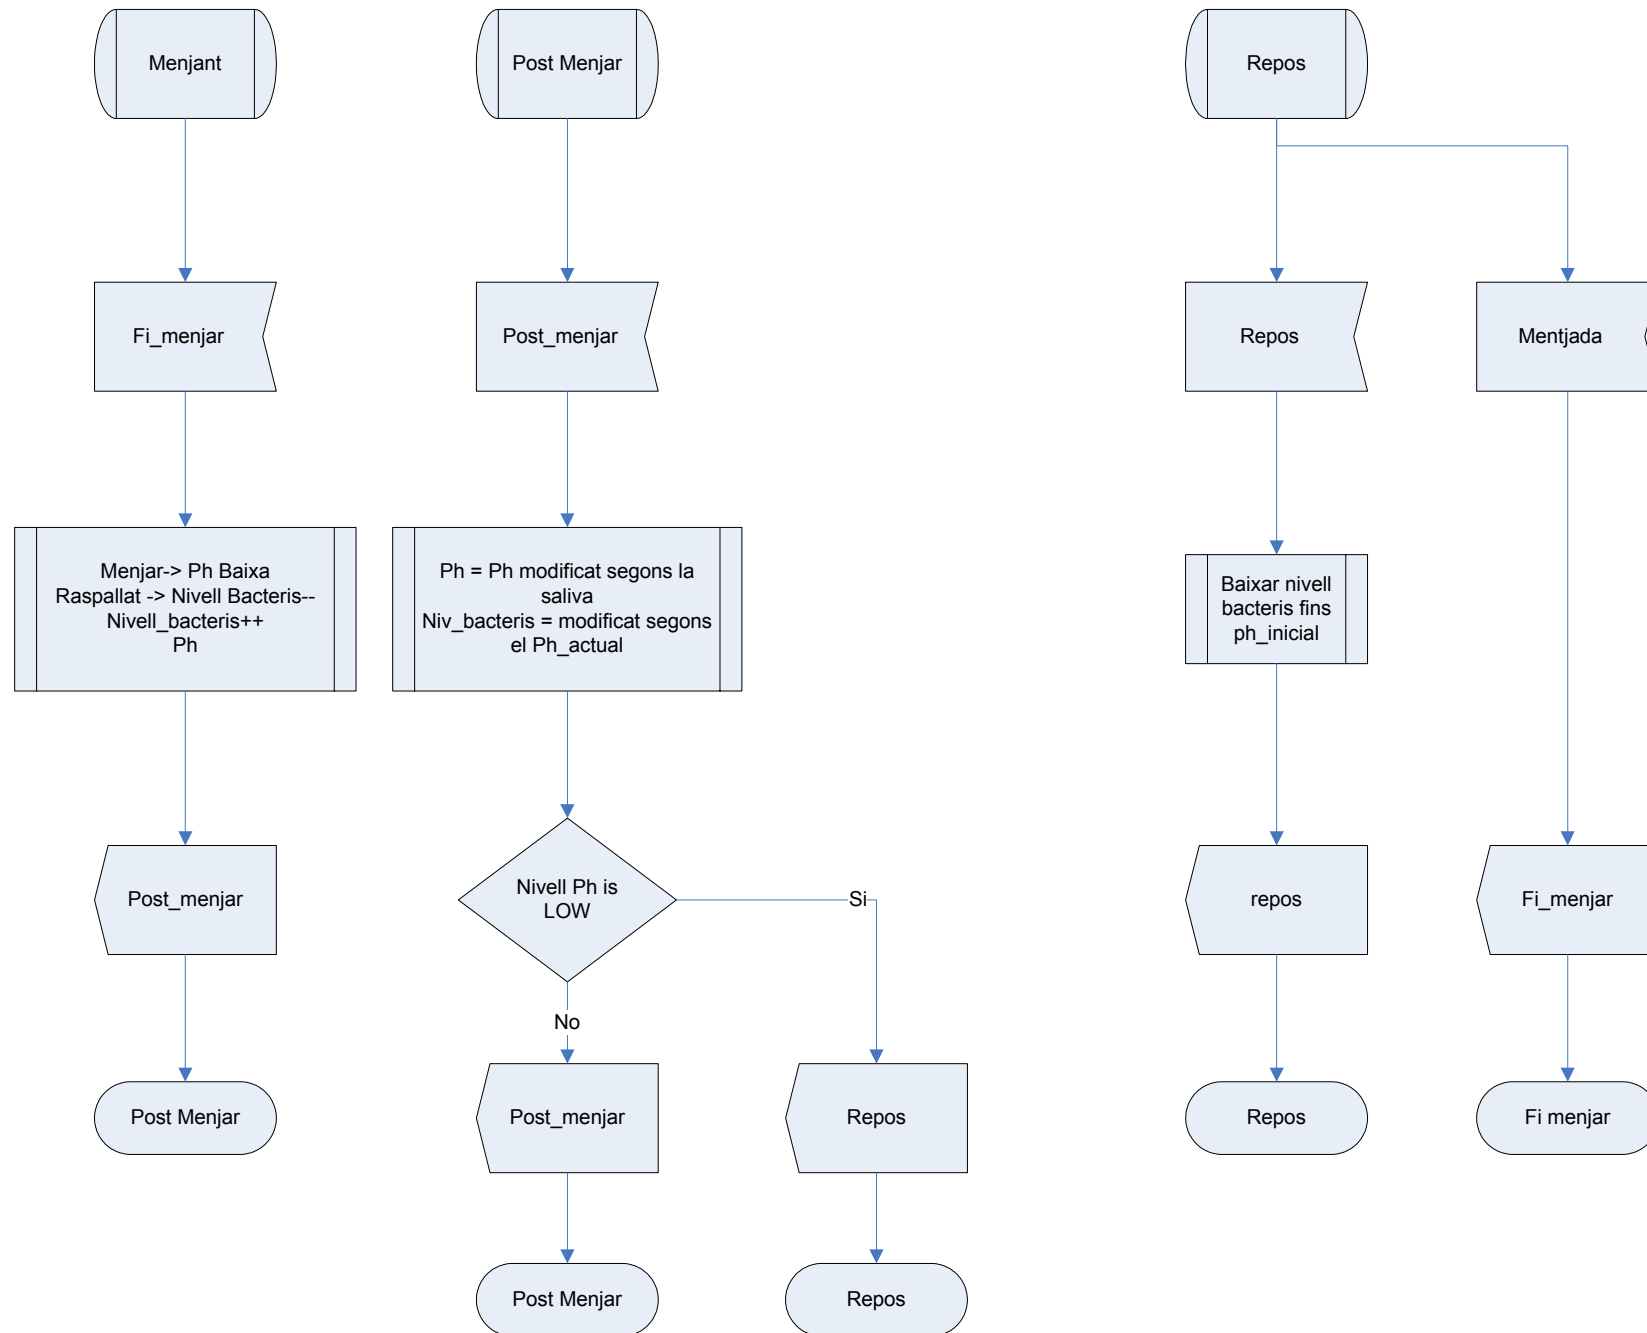 Menjant
Post Menjar
Repos
Fi_menjar
Post_menjar
Repos
Mentjada
Menjar-> Ph Baixa
Raspallat -> Nivell Bacteris--
Nivell_bacteris++
Ph
Ph = Ph modificat segons la
saliva
Niv_bacteris = modificat segons
el Ph_actual
Baixar nivell
bacteris fins
ph_inicial
Post_menjar
Nivell Ph is
LOW
Si
repos
Fi_menjar
No
Post_menjar
Repos
Post Menjar
Repos
Fi menjar
Post Menjar
Repos